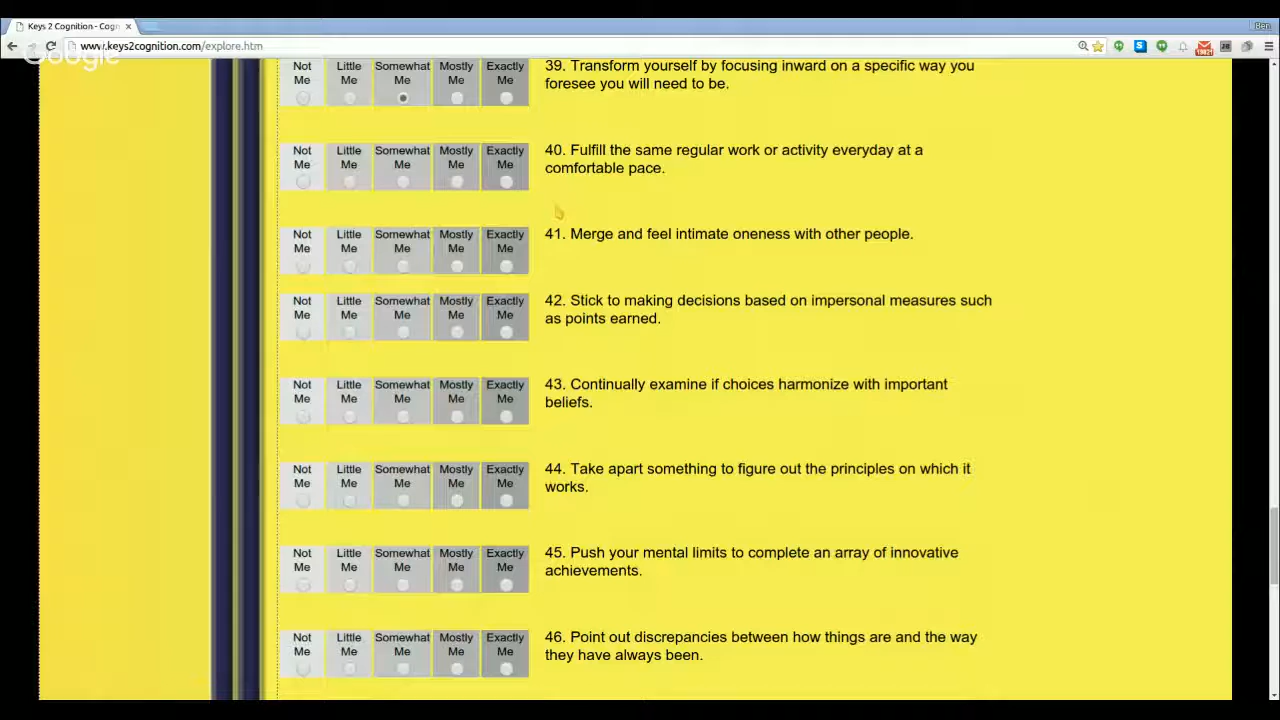 Keys 2 Cognition - Cogn
Ben
www.keys2cognition.com/explore.htm
Google
Not Little Somewhat Mostly Exactly
Me Me Me Me Me
39. Transform yourself by focusing inward on a specific way you
foresee you will need to be.
Not Little Somewhat Mostly Exactly
Me Me Me Me Me
40. Fulfill the same regular work or activity everyday at a
comfortable pace.
Not Little Somewhat Mostly Exactly
Me Me Me Me Me
41. Merge and feel intimate oneness with other people.
Not Little Somewhat Mostly Exactly
Me Me Me Me Me
42. Stick to making decisions based on impersonal measures such
as points earned.
Not Little Somewhat Mostly Exactly
Me Me Me Me Me
43. Continually examine if choices harmonize with important
beliefs.
Not Little Somewhat Mostly Exactly
Me Me Me Me Me
44. Take apart something to figure out the principles on which it
works.
Not Little Somewhat Mostly Exactly
Me Me Me Me Me
45. Push your mental limits to complete an array of innovative
achievements.
Not Little Somewhat Mostly Exactly
Me Me Me Me Me
46. Point out discrepancies between how things are and the way
they have always been.